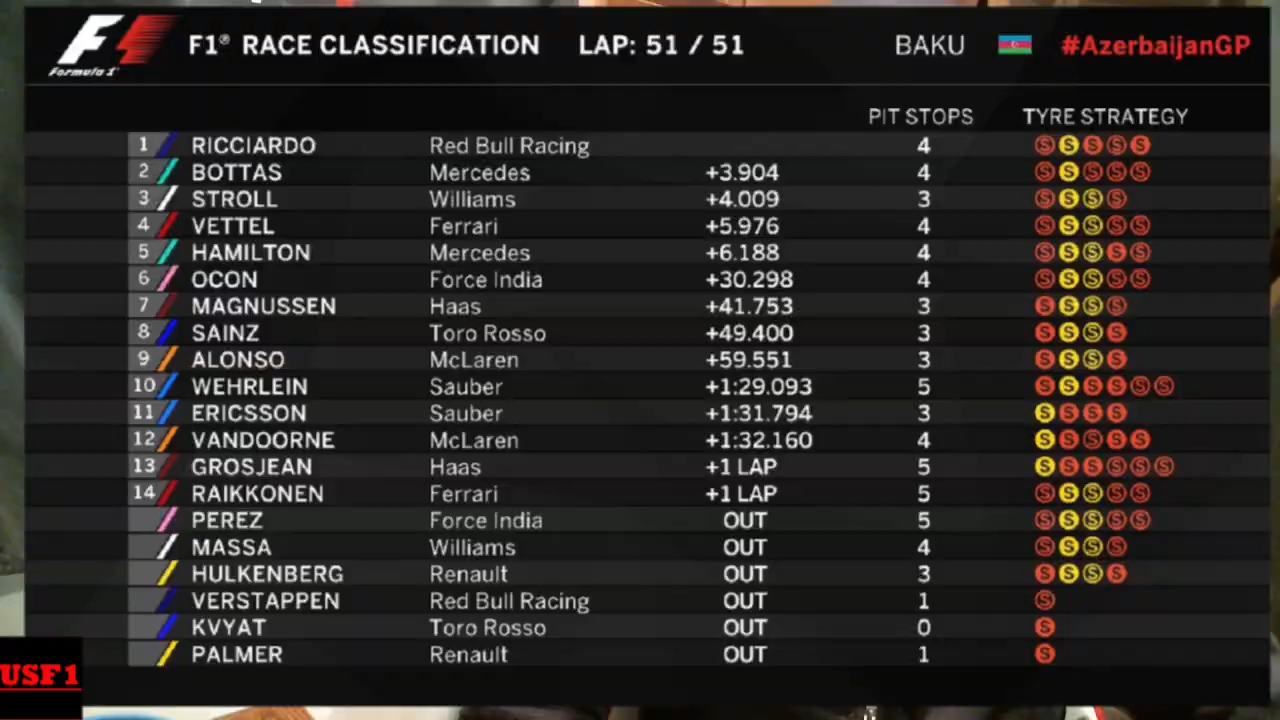 F1 Formula 1 F1® RACE CLASSIFICATION LAP: 51 / 51 BAKU #AzerbaijanGP
PIT STOPS TYRE STRATEGY
1 RICCIARDO Red Bull Racing 4 S S S S S
2 BOTTAS Mercedes +3.904 4 S S S S S
3 STROLL Williams +4.009 3 S S S S
4 VETTEL Ferrari +5.976 4 S S S S S
5 HAMILTON Mercedes +6.188 4 S S S S S
6 OCON Force India +30.298 4 S S S S S
7 MAGNUSSEN Haas +41.753 3 S S S S
8 SAINZ Toro Rosso +49.400 3 S S S S
9 ALONSO McLaren +59.551 3 S S S S
10 WEHRLEIN Sauber +1:29.093 5 S S S S S S
11 ERICSSON Sauber +1:31.794 3 S S S S
12 VANDOORNE McLaren +1:32.160 4 S S S S S
13 GROSJEAN Haas +1 LAP 5 S S S S S S
14 RAIKKONEN Ferrari +1 LAP 5 S S S S S
PEREZ Force India OUT 5 S S S S S
MASSA Williams OUT 4 S S S S
HULKENBERG Renault OUT 3 S S S S
VERSTAPPEN Red Bull Racing OUT 1 S
KVYAT Toro Rosso OUT 0 S
PALMER Renault OUT 1 S
USF1